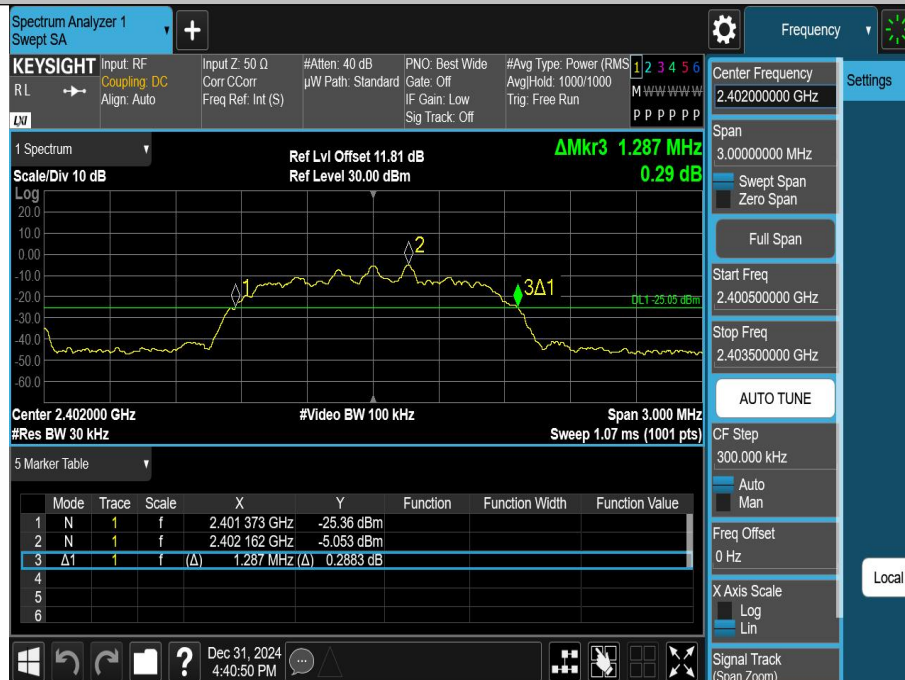 Spectrum Analyzer 1
Swept SA
+
Frequency
KEYSIGHT
RL
LXI
Input: RF
Coupling: DC
Align: Auto
Input Z: 50 Ω
Corr CCorr
Freq Ref: Int (S)
#Atten: 40 dB
µW Path: Standard
PNO: Best Wide
Gate: Off
IF Gain: Low
Sig Track: Off
#Avg Type: Power (RMS
Avg|Hold: 1000/1000
Trig: Free Run
1 2 3 4 5 6
M W W W W W
P P P P P P
1 Spectrum
Scale/Div 10 dB
Ref Lvl Offset 11.81 dB
Ref Level 30.00 dBm
ΔMkr3 1.287 MHz
0.29 dB
Log
20.0
10.0
0.00
-10.0
-20.0
-30.0
-40.0
-50.0
-60.0
1
2
3Δ1
DL1 -25.05 dBm
Center 2.402000 GHz
#Video BW 100 kHz
Span 3.000 MHz
#Res BW 30 kHz
Sweep 1.07 ms (1001 pts)
5 Marker Table
Mode Trace Scale X Y Function Function Width Function Value
1 N 1 f 2.401 373 GHz -25.36 dBm
2 N 1 f 2.402 162 GHz -5.053 dBm
3 Δ1 1 f (Δ) 1.287 MHz (Δ) 0.2883 dB
4
5
6
?
Dec 31, 2024
4:40:50 PM
Center Frequency
2.402000000 GHz
Span
3.00000000 MHz
Swept Span
Zero Span
Full Span
Start Freq
2.400500000 GHz
Stop Freq
2.403500000 GHz
AUTO TUNE
CF Step
300.000 kHz
Auto
Man
Freq Offset
0 Hz
X Axis Scale
Log
Lin
Signal Track
(Span Zoom)
Settings
Local